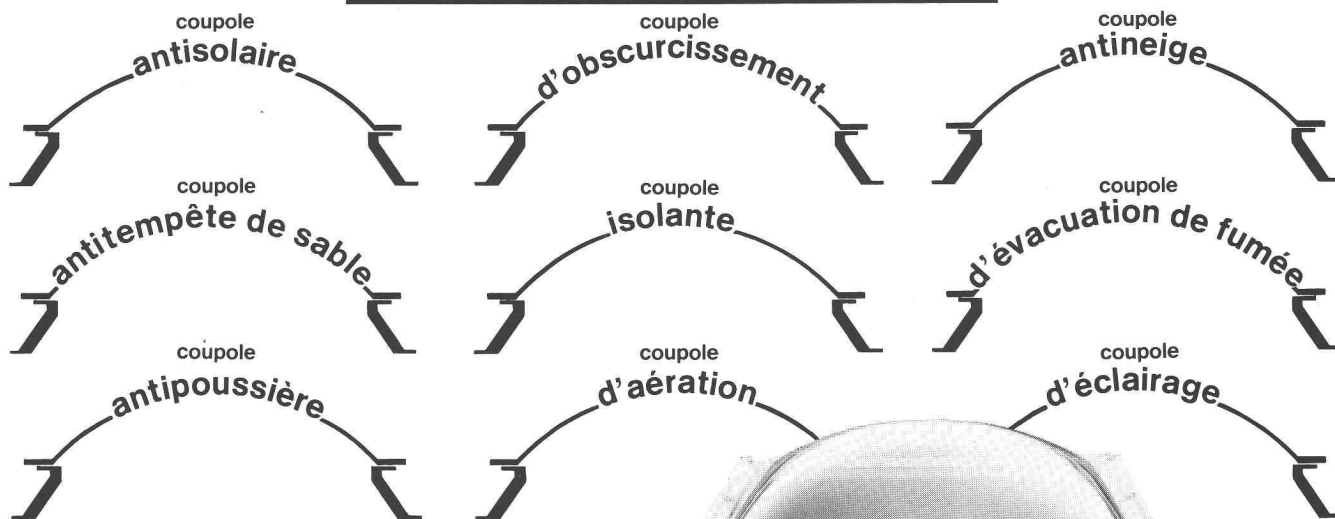 coupole
antisolaire
coupole
d'obscurcissement
coupole
antineige
coupole
antitempête de sable
coupole
isolante
coupole
d'évacuation de fumée
coupole
antipoussière
coupole
d'aération
coupole
d'éclairage